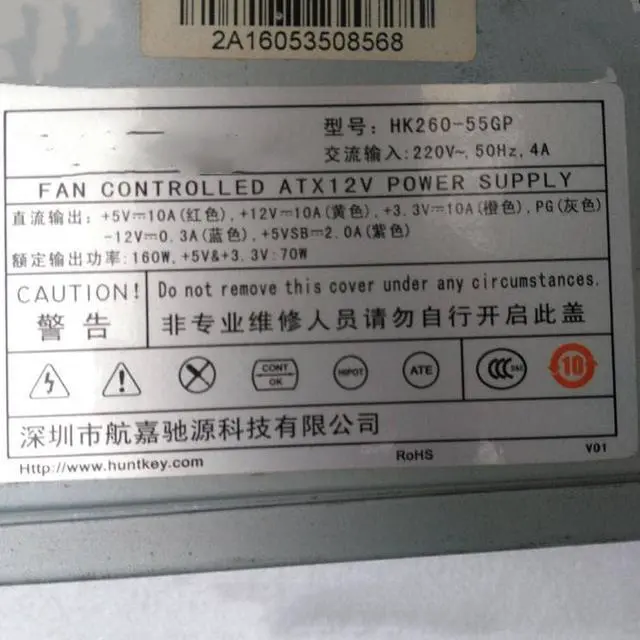 2A16053508568
型号: HK260-55GP
交流输入:220V~, 50Hz, 4A
FAN CONTROLLED ATX12V POWER SUPPLY
直流输出: +5V⎓10A(红色), +12V⎓10A(黄色), +3.3V⎓10A(橙色), PG(灰色)
-12V⎓0.3A(蓝色), +5VSB⎓2.0A(紫色)
额定输出功率: 160W, +5V&+3.3V:70W
CAUTION! Do not remove this cover under any circumstances.
警告 非专业维修人员请勿自行开启此盖
CONT OK HIPOT ATE CCC S&E 10
深圳市航嘉驰源科技有限公司
Http://www.huntkey.com RoHS V01